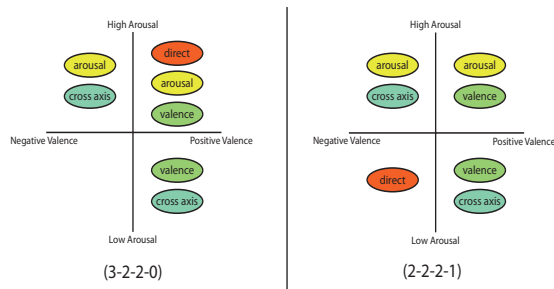 High Arousal
direct
arousal
arousal
cross axis
valence
Negative Valence
Positive Valence
valence
cross axis
Low Arousal
(3-2-2-0)
High Arousal
arousal
arousal
cross axis
valence
Negative Valence
Positive Valence
direct
valence
cross axis
Low Arousal
(2-2-2-1)